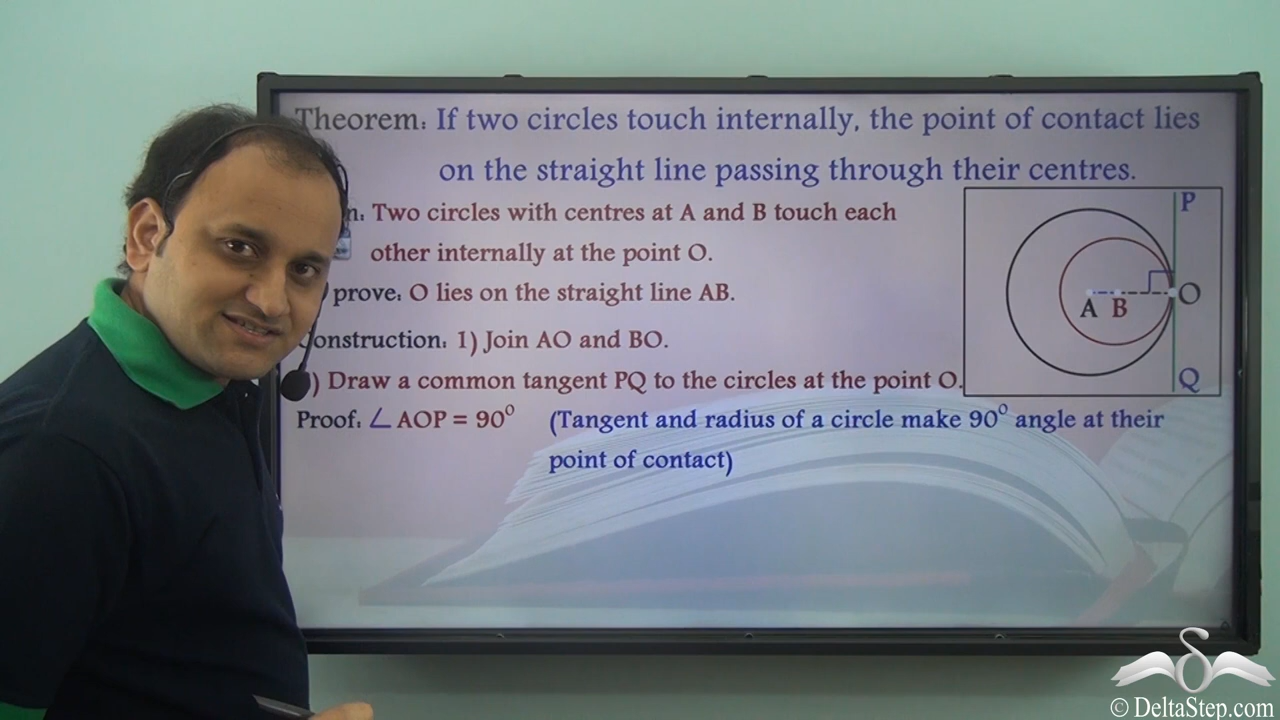 Theorem: If two circles touch internally, the point of contact lies
on the straight line passing through their centres.
n: Two circles with centres at A and B touch each
other internally at the point O.
prove: O lies on the straight line AB.
Construction: 1) Join AO and BO.
) Draw a common tangent PQ to the circles at the point O.
Proof: ∠ AOP = 90⁰ (Tangent and radius of a circle make 90⁰ angle at their
point of contact)
P
A B O
Q
© DeltaStep.com